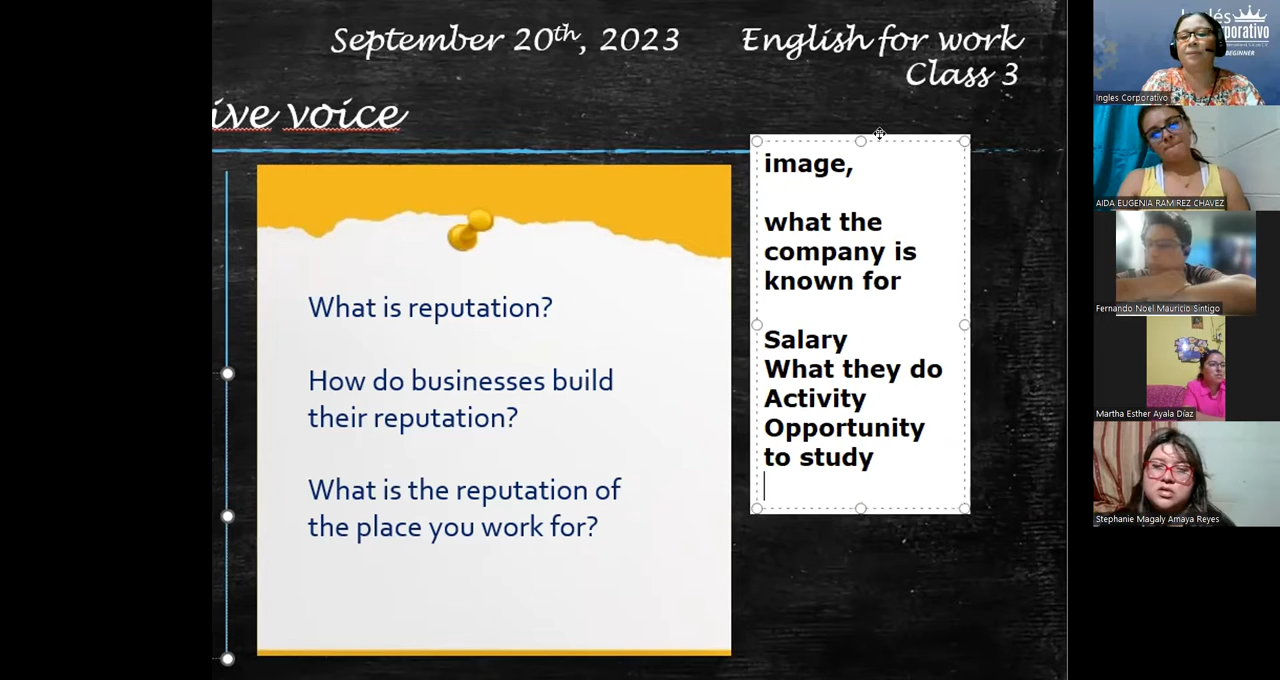 September 20th, 2023
English for work
Class 3
ive voice
What is reputation?
How do businesses build
their reputation?
What is the reputation of
the place you work for?
image,
what the
company is
known for
Salary
What they do
Activity
Opportunity
to study
Inglés
BEGINNER
Ingles Corporativo
AIDA EUGENIA RAMIREZ CHAVEZ
Fernando Noel Mauricio Sintigo
Martha Esther Ayala Díaz
Stephanie Magaly Amaya Reyes